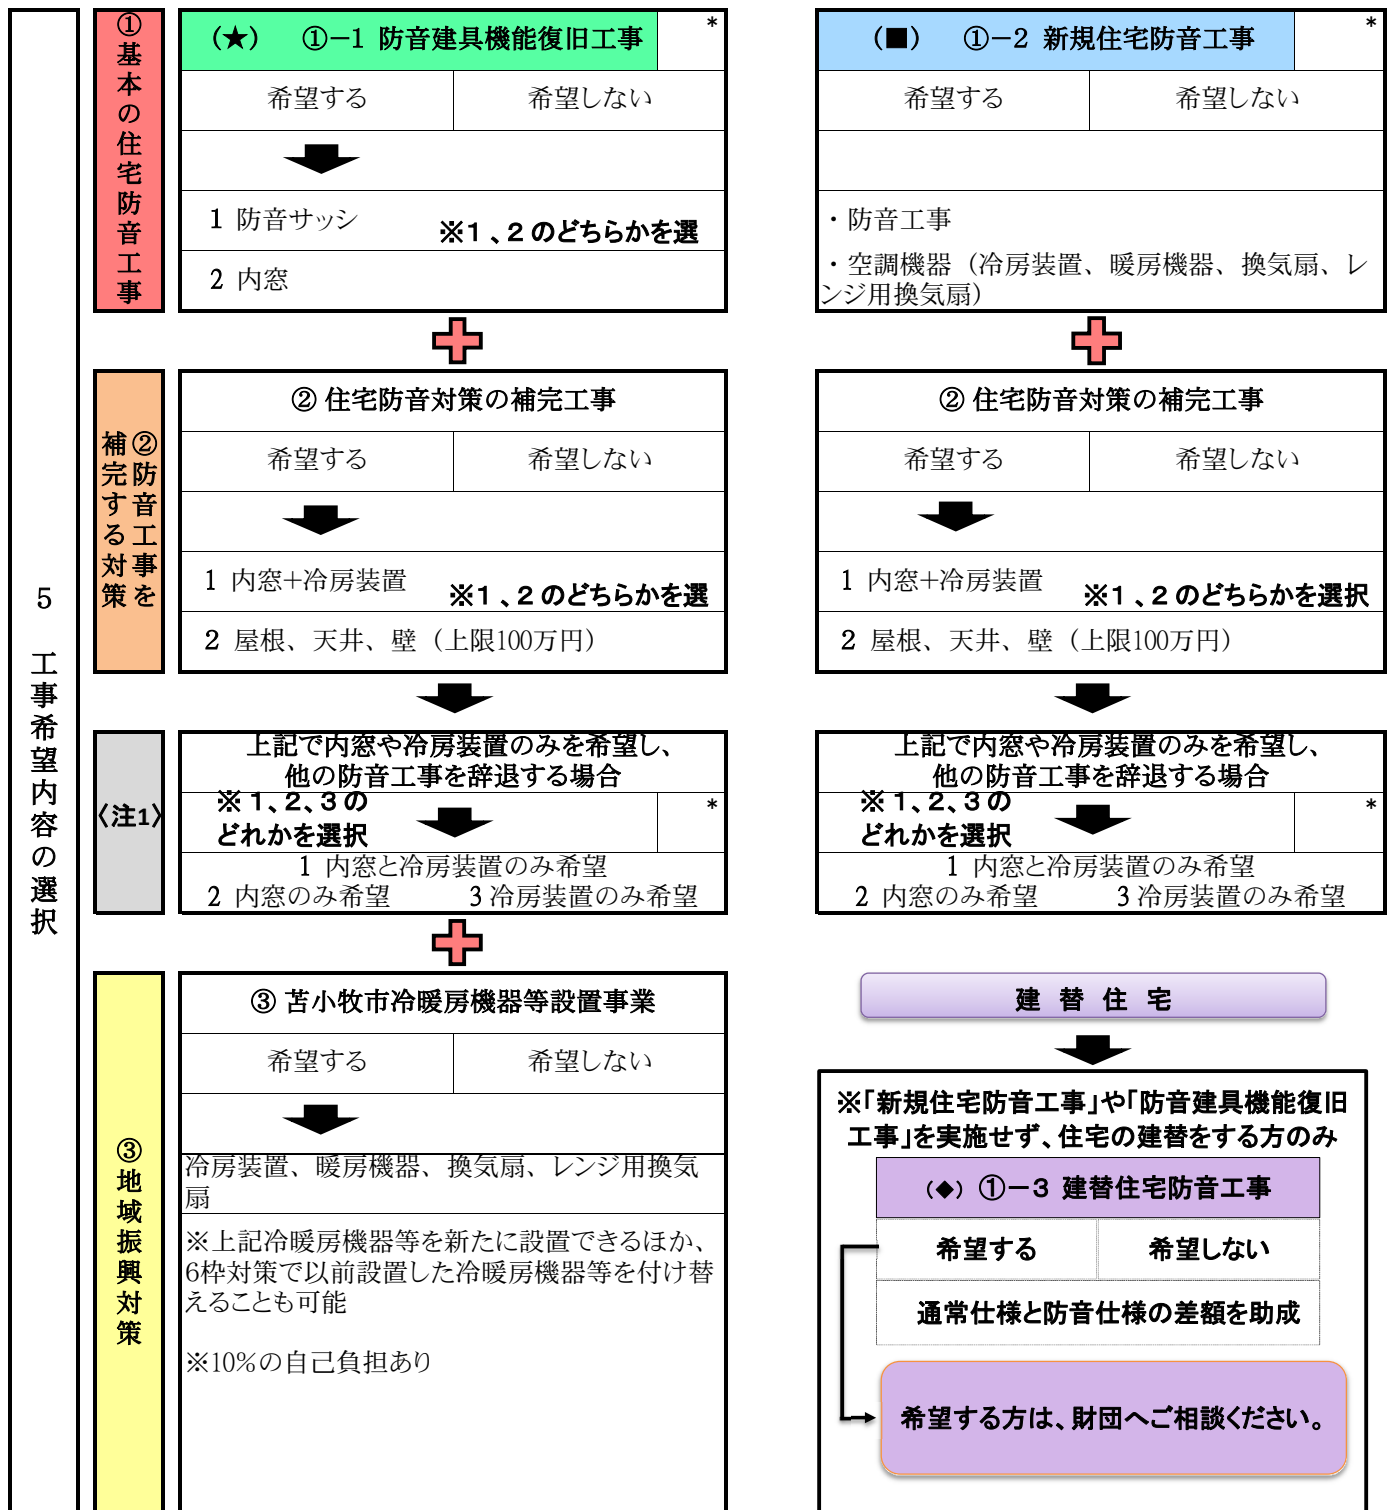 5 工事希望内容の選択
①基本の住宅防音工事
（★） ①－1 防音建具機能復旧工事
*
希望する
希望しない
1 防音サッシ
※1、2のどちらかを選
2 内窓
（■） ①－2 新規住宅防音工事
*
希望する
希望しない
・防音工事
・空調機器（冷房装置、暖房機器、換気扇、レ
ンジ用換気扇）
②防音工事を
補完する対策
② 住宅防音対策の補完工事
希望する
希望しない
1 内窓+冷房装置
※1、2のどちらかを選
2 屋根、天井、壁（上限100万円）
② 住宅防音対策の補完工事
希望する
希望しない
1 内窓+冷房装置
※1、2のどちらかを選択
2 屋根、天井、壁（上限100万円）
〈注1〉
上記で内窓や冷房装置のみを希望し、
他の防音工事を辞退する場合
※1、2、3の
どれかを選択
*
1 内窓と冷房装置のみ希望
2 内窓のみ希望 3 冷房装置のみ希望
上記で内窓や冷房装置のみを希望し、
他の防音工事を辞退する場合
※1、2、3の
どれかを選択
*
1 内窓と冷房装置のみ希望
2 内窓のみ希望 3 冷房装置のみ希望
③地域振興対策
③ 苫小牧市冷暖房機器等設置事業
希望する
希望しない
冷房装置、暖房機器、換気扇、レンジ用換気
扇
※上記冷暖房機器等を新たに設置できるほか、
6枠対策で以前設置した冷暖房機器等を付け替
えることも可能
※10%の自己負担あり
建替住宅
※「新規住宅防音工事」や「防音建具機能復旧
工事」を実施せず、住宅の建替をする方のみ
（◆）①－3 建替住宅防音工事
希望する
希望しない
通常仕様と防音仕様の差額を助成
希望する方は、財団へご相談ください。